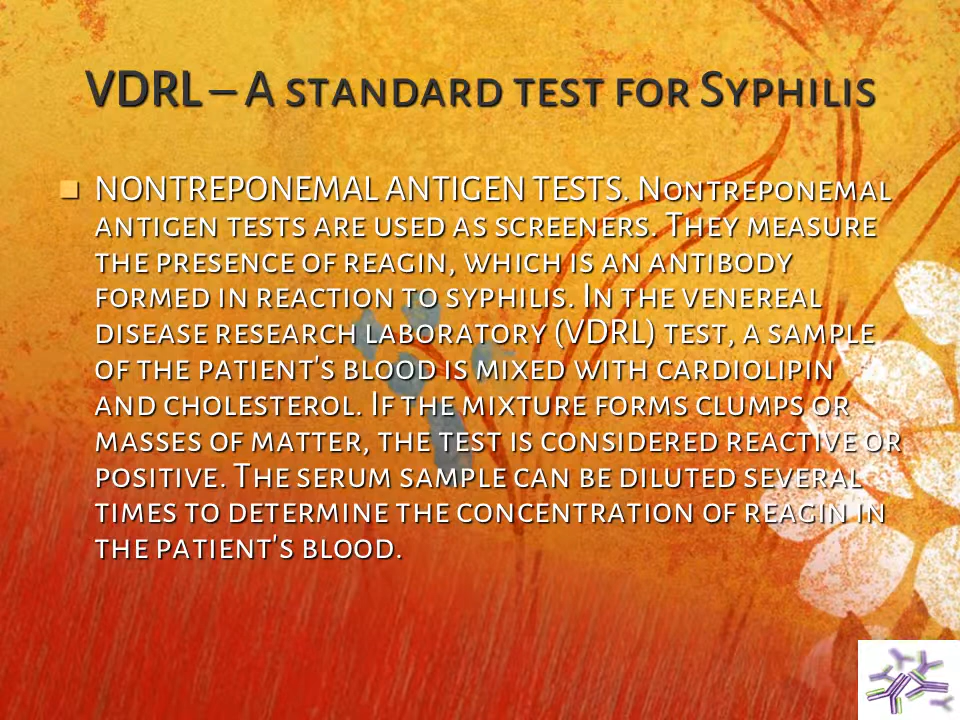 VDRL – A standard test for Syphilis
NONTREPONEMAL ANTIGEN TESTS. Nontreponemal
antigen tests are used as screeners. They measure
the presence of reagin, which is an antibody
formed in reaction to syphilis. In the venereal
disease research laboratory (VDRL) test, a sample
of the patient's blood is mixed with cardiolipin
and cholesterol. If the mixture forms clumps or
masses of matter, the test is considered reactive or
positive. The serum sample can be diluted several
times to determine the concentration of reagin in
the patient's blood.